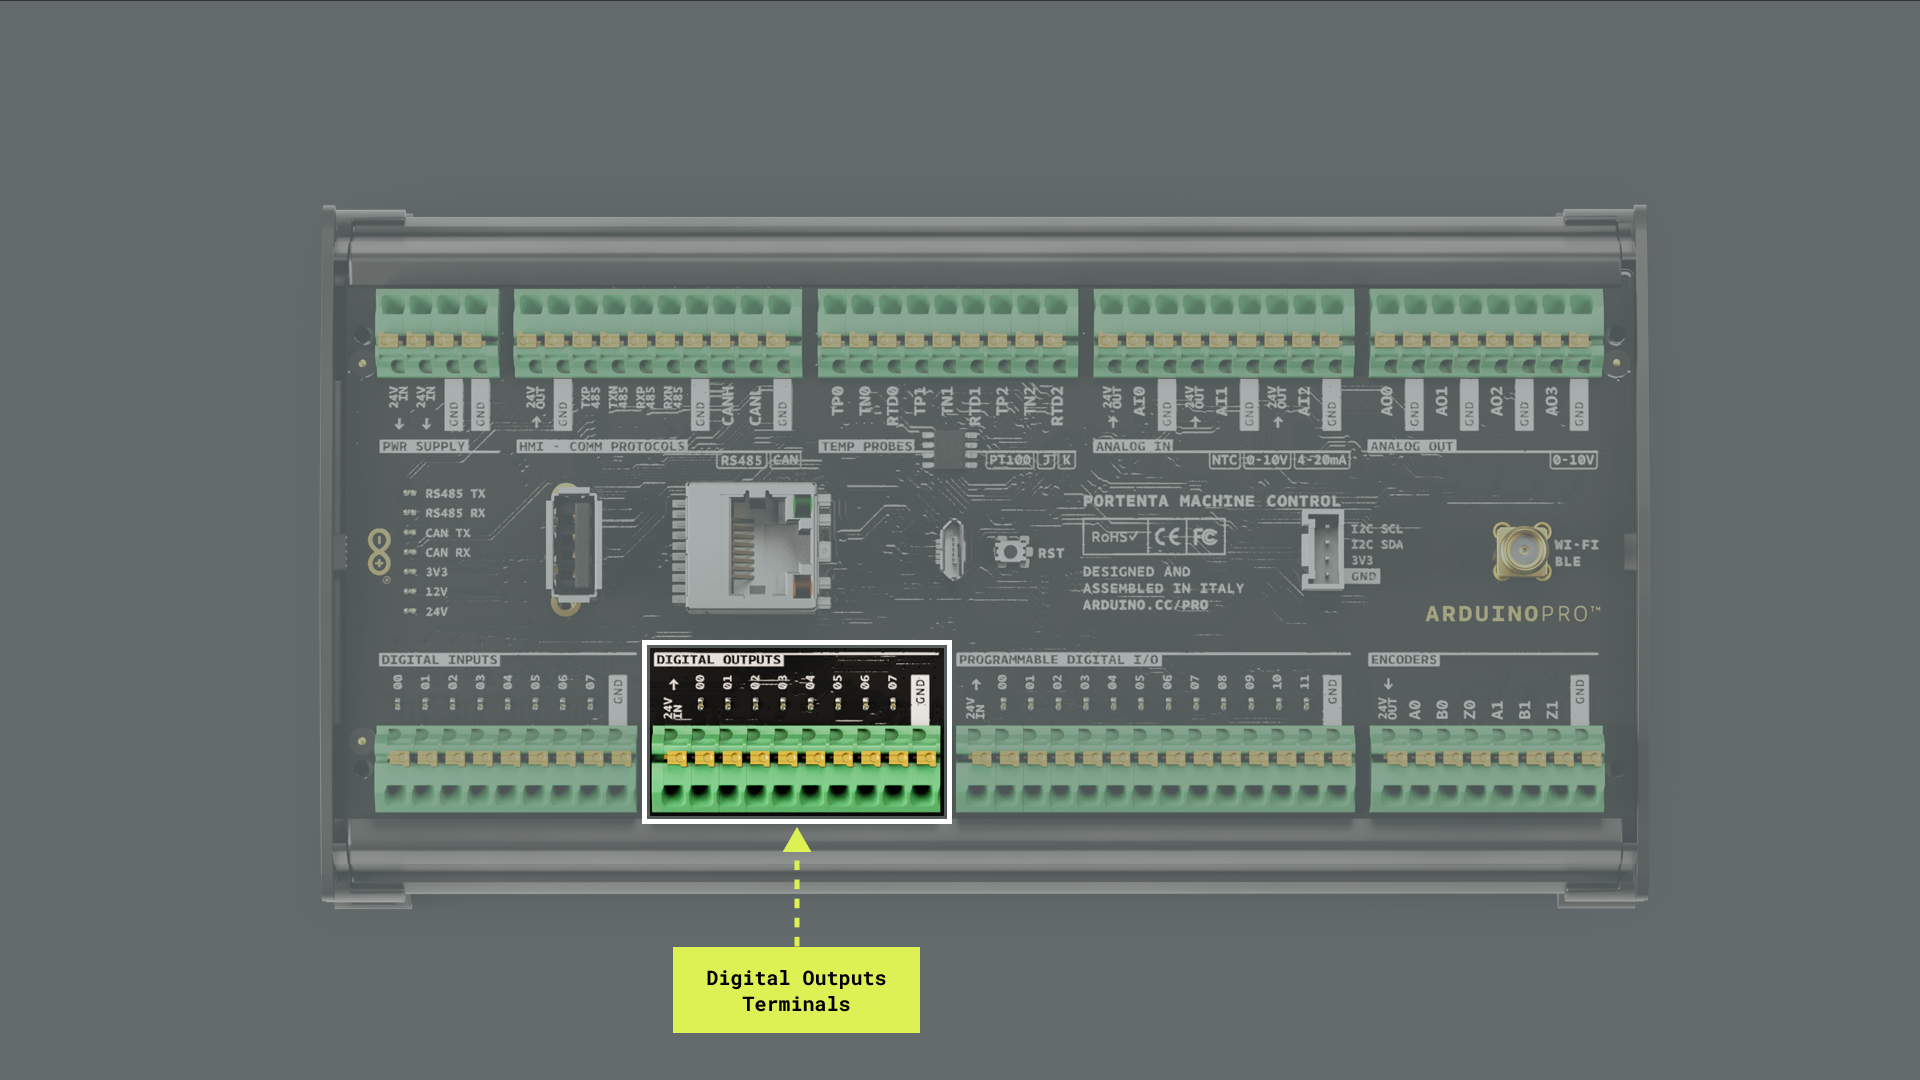 24V IN 24V IN GND GND
PWR SUPPLY
24V OUT GND TXP 485 TXN 485 RXP 485 RXN 485 GND CANH CANL GND
HMI - COMM PROTOCOLS
RS485 CAN
TP0 TN0 RTD0 TP1 TN1 RTD1 TP2 TN2 RTD2
TEMP PROBES
PT100 J K
24V OUT AI0 GND 24V OUT AI1 GND 24V OUT AI2 GND
ANALOG IN
NTC 0-10V 4-20mA
AO0 GND AO1 GND AO2 GND AO3 GND
ANALOG OUT
0-10V
RS485 TX
RS485 RX
CAN TX
CAN RX
3V3
12V
24V
RST
PORTENTA MACHINE CONTROL
RoHS✓ CE FC
DESIGNED AND
ASSEMBLED IN ITALY
ARDUINO.CC/PRO
I2C SCL
I2C SDA
3V3
GND
WI-FI
BLE
ARDUINOPRO™
DIGITAL INPUTS
00 01 02 03 04 05 06 07 GND
DIGITAL OUTPUTS
24V IN 00 01 02 03 04 05 06 07 GND
PROGRAMMABLE DIGITAL I/O
24V IN 00 01 02 03 04 05 06 07 08 09 10 11 GND
ENCODERS
24V OUT A0 B0 Z0 A1 B1 Z1 GND
Digital Outputs
Terminals